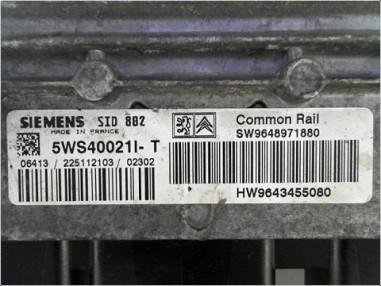 SIEMENS SID 802
MADE IN FRANCE
5WS40021I- T
06413 / 225112103 / 02302
Common Rail
SW9648971880
HW9643455080